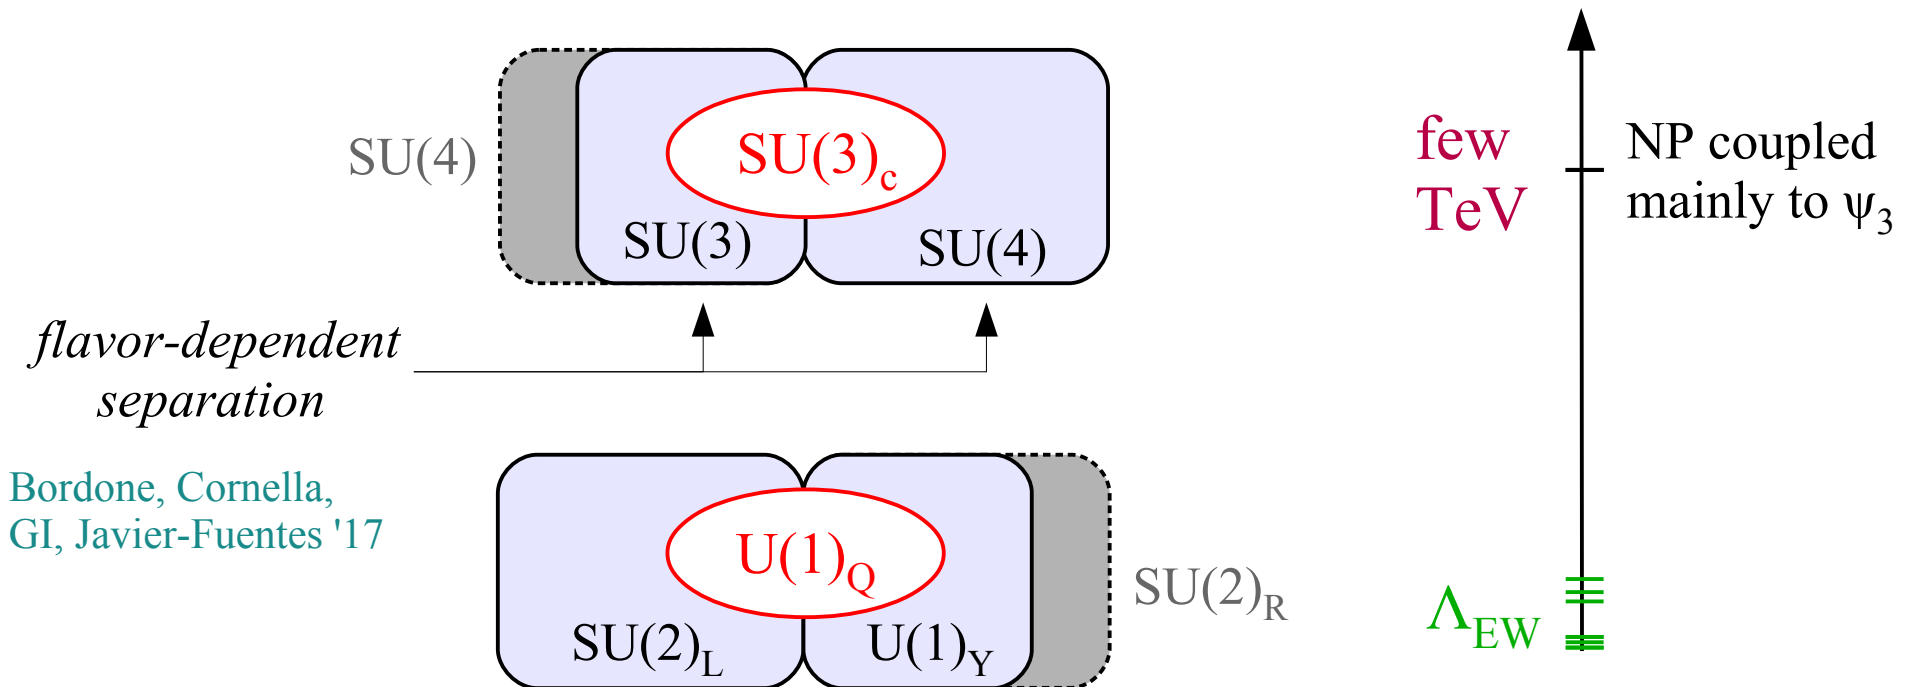 SU(4)
SU(3)c
SU(3)
SU(4)
few
TeV
NP coupled
mainly to ψ3
flavor-dependent
separation
Bordone, Cornella,
GI, Javier-Fuentes '17
U(1)Q
SU(2)L
U(1)Y
SU(2)R
ΛEW